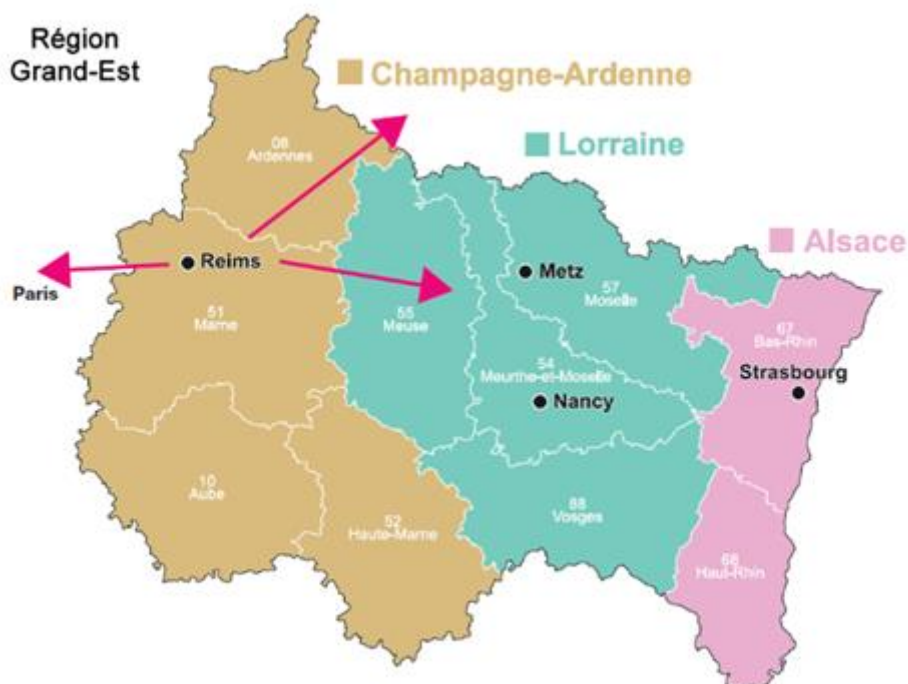 Région
Grand-Est
Champagne-Ardenne
Lorraine
Alsace
08
Ardennes
Reims
Paris
51
Marne
55
Meuse
Metz
57
Moselle
67
Bas-Rhin
Strasbourg
54
Meurthe-et-Moselle
Nancy
10
Aube
52
Haute-Marne
88
Vosges
68
Haut-Rhin